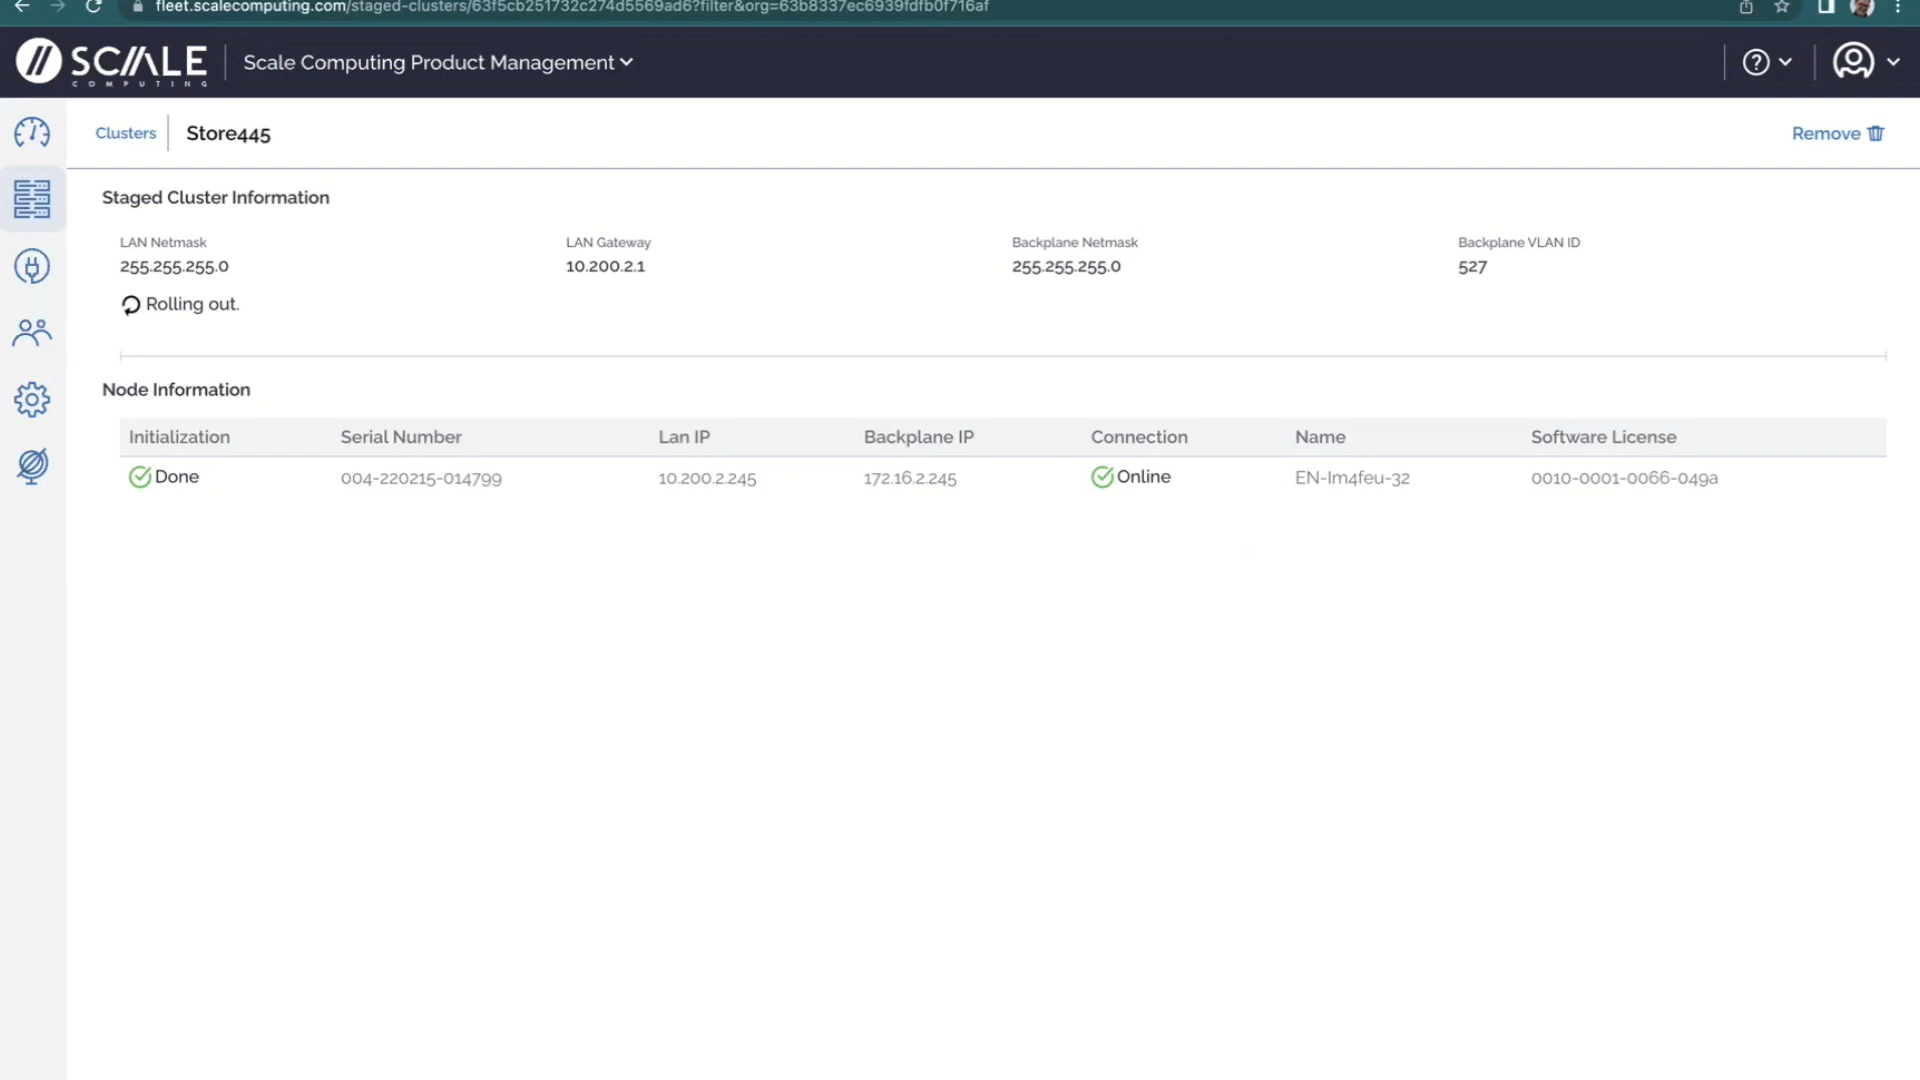 fleet.scalecomputing.com/staged-clusters/63f5cb251732c274d5569ad6?filter&org=63b8337ec6939fdfb0f716af
SCALE COMPUTING
Scale Computing Product Management
Clusters Store445 Remove
Staged Cluster Information
LAN Netmask LAN Gateway Backplane Netmask Backplane VLAN ID
255.255.255.0 10.200.2.1 255.255.255.0 527
Rolling out.
Node Information
Initialization Serial Number Lan IP Backplane IP Connection Name Software License
Done 004-220215-014799 10.200.2.245 172.16.2.245 Online EN-Im4feu-32 0010-0001-0066-049a